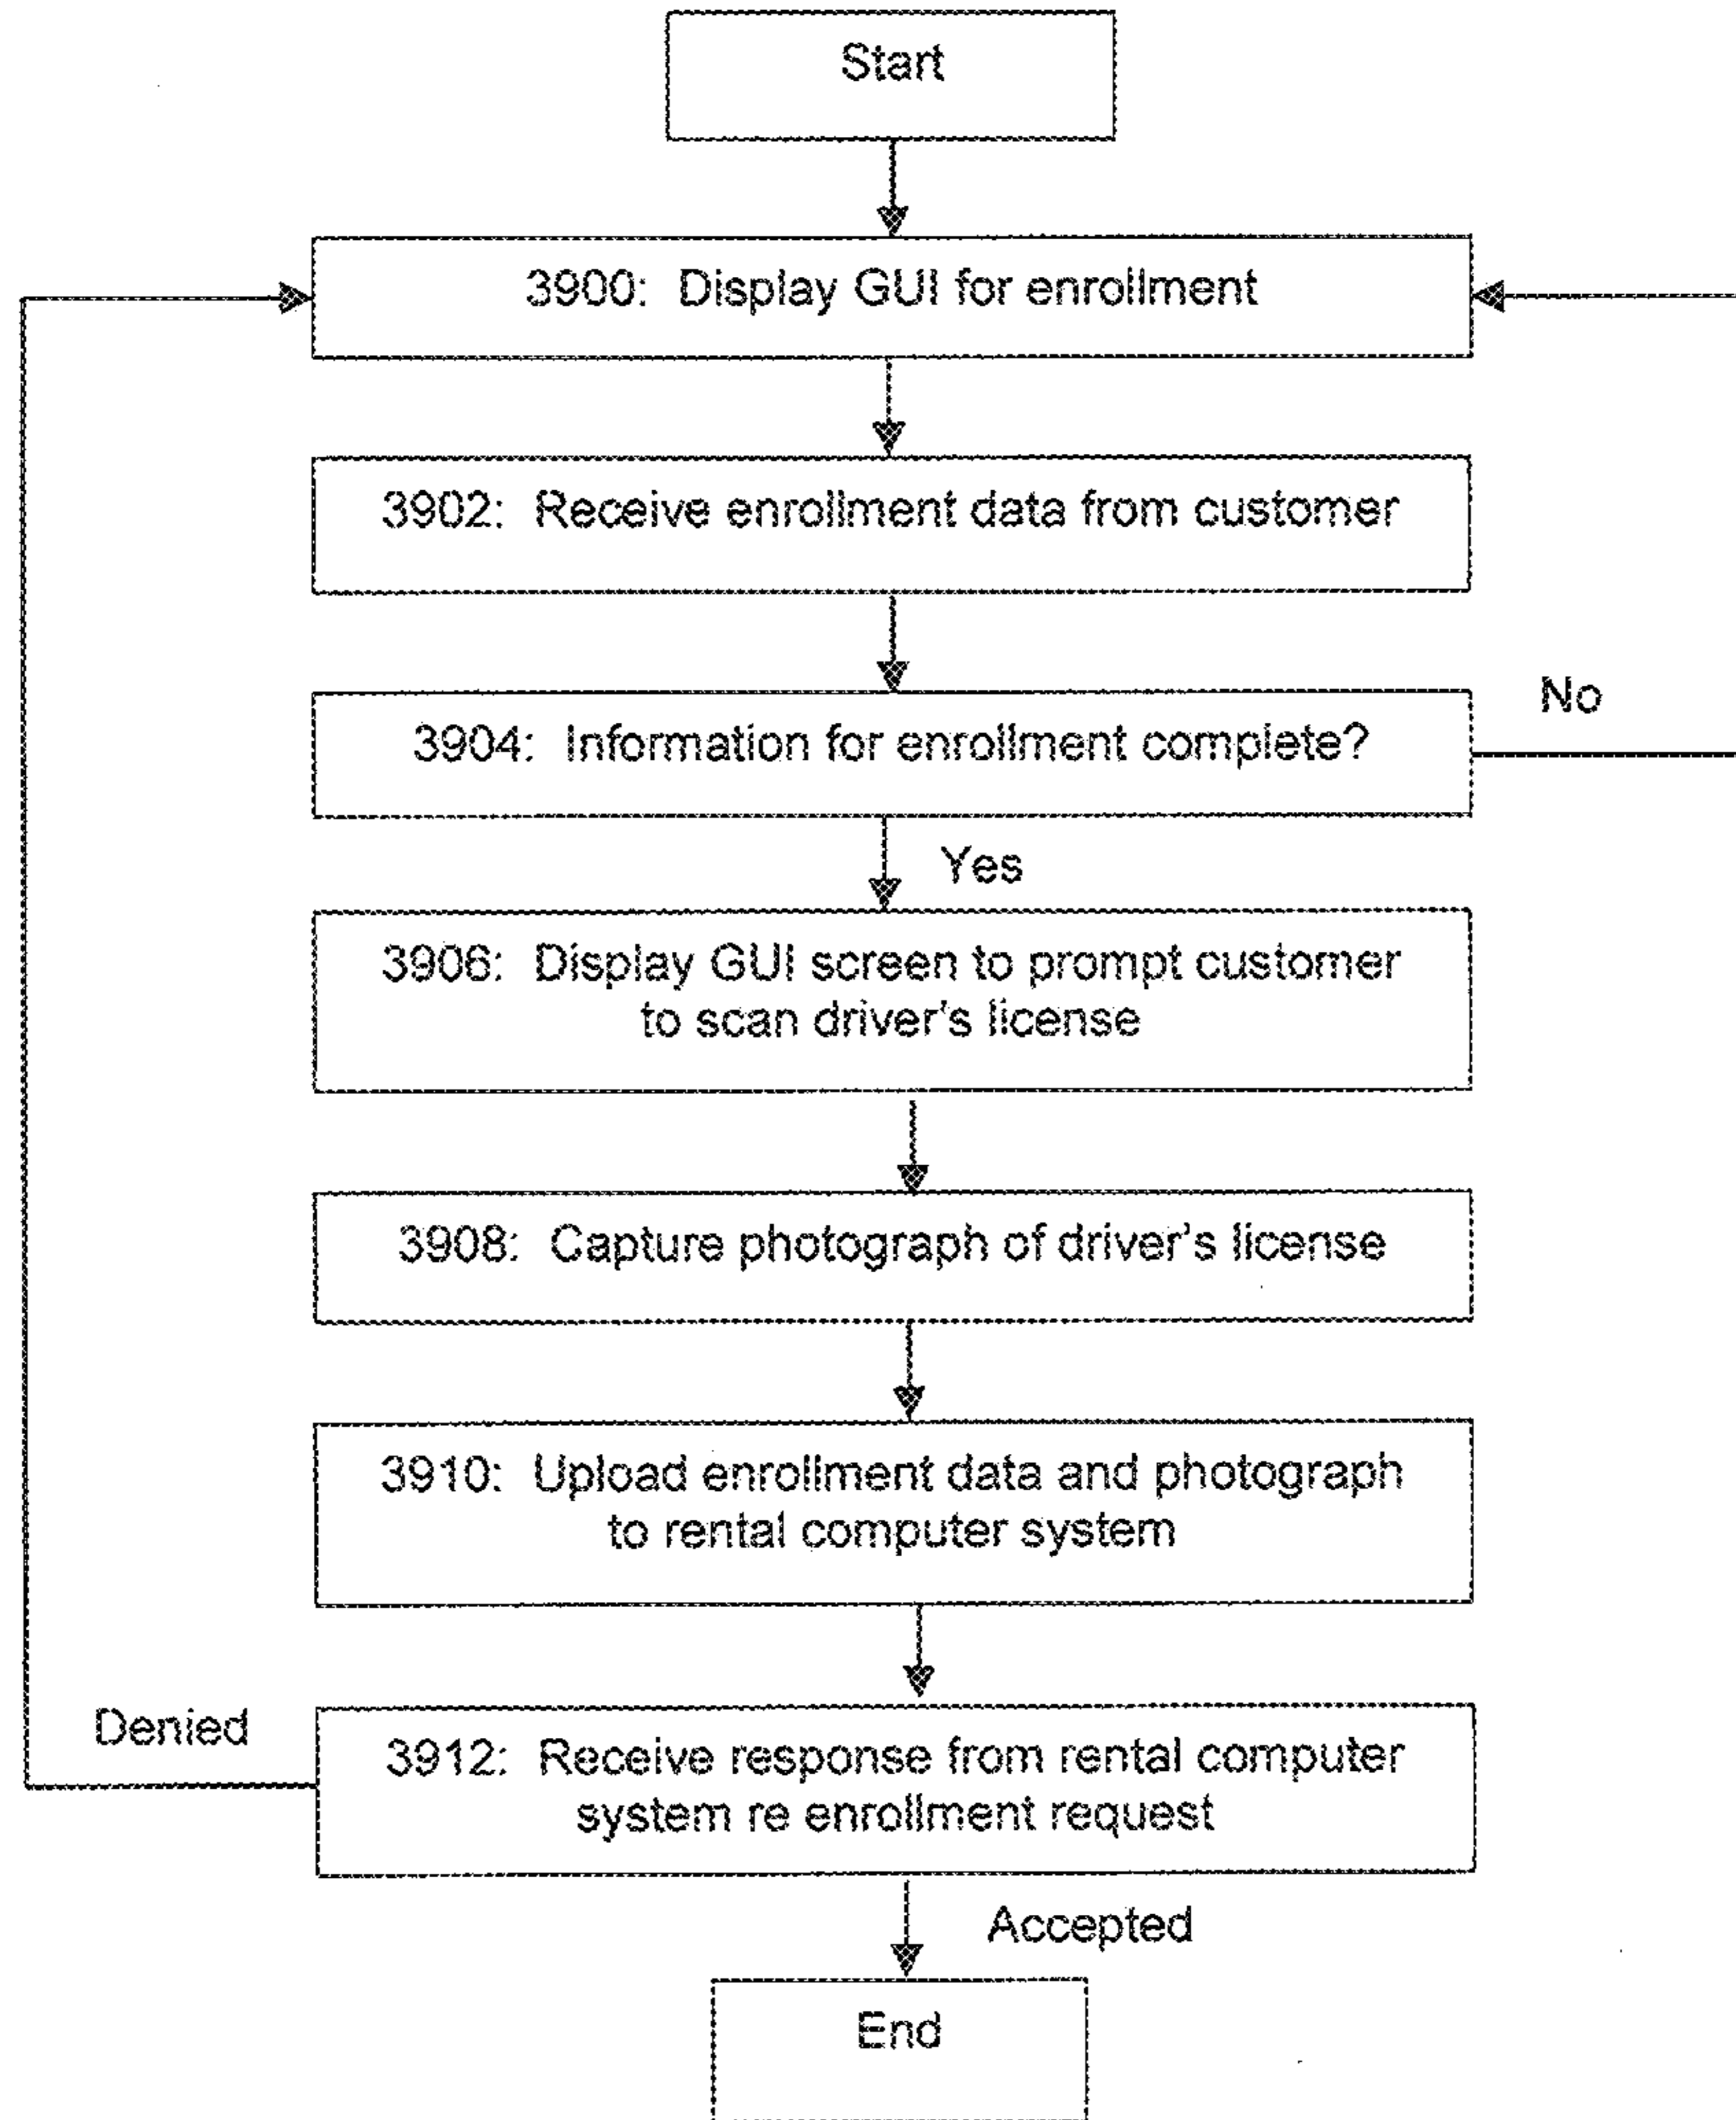 Start
3900: Display GUI for enrollment
3902: Receive enrollment data from customer
3904: Information for enrollment complete?
No
Yes
3906: Display GUI screen to prompt customer
to scan driver's license
3908: Capture photograph of driver's license
3910: Upload enrollment data and photograph
to rental computer system
Denied
3912: Receive response from rental computer
system re enrollment request
Accepted
End